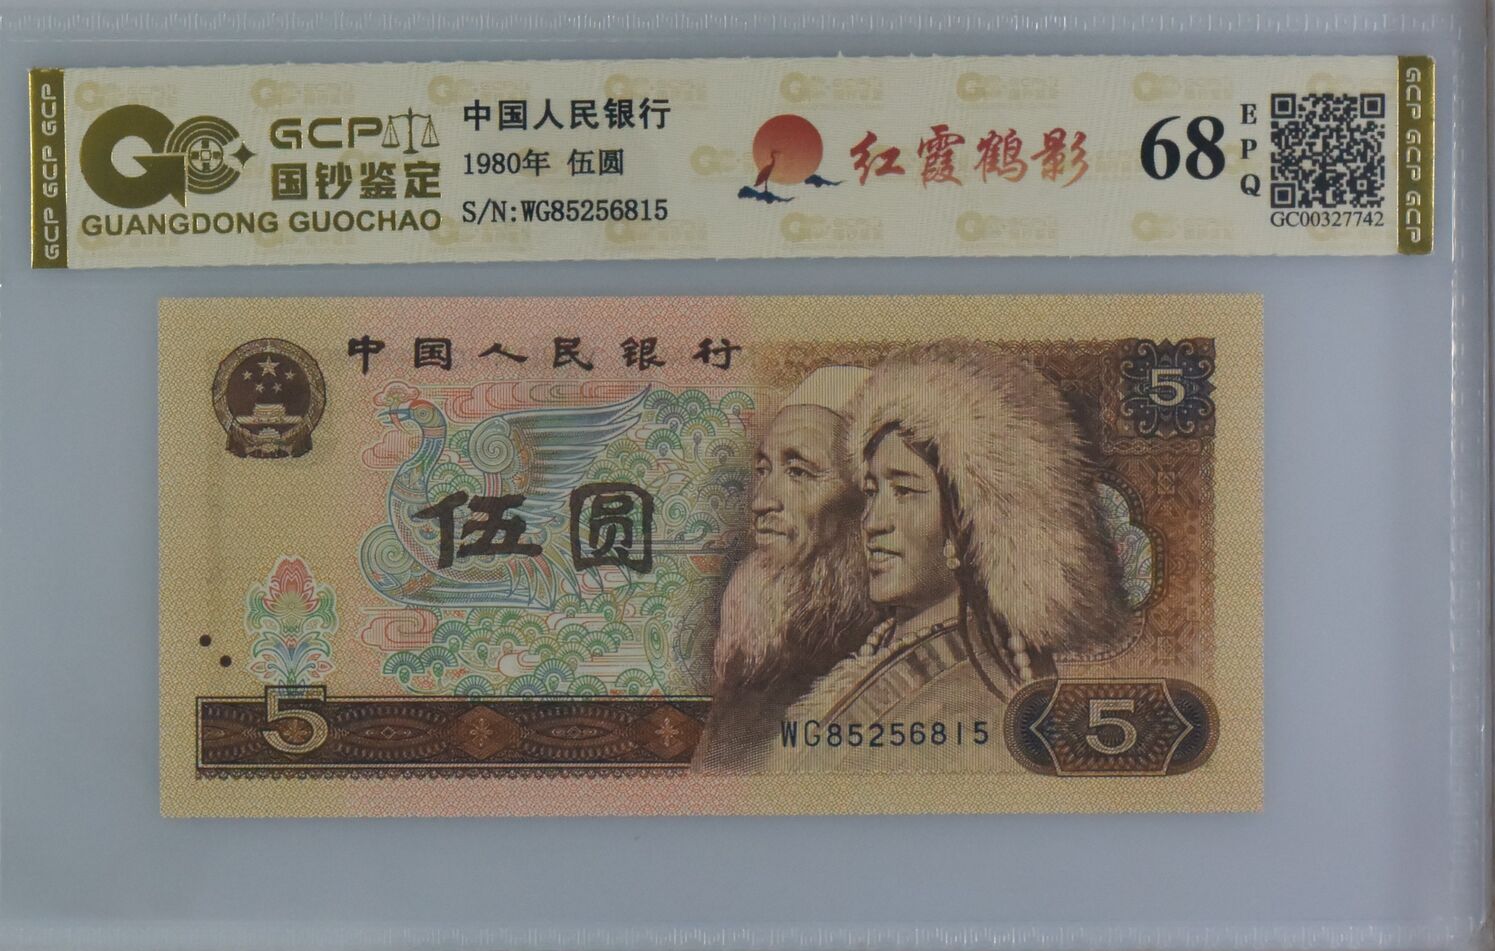 GCP GCP GCP
GCP
国钞鉴定
GUANGDONG GUOCHAO
中国人民银行
1980年 伍圆
S/N:WG85256815
红霞鹤影
68
EPQ
GC00327742
GCP GCP GCP
中国人民银行
5
伍圆
5
WG85256815
5